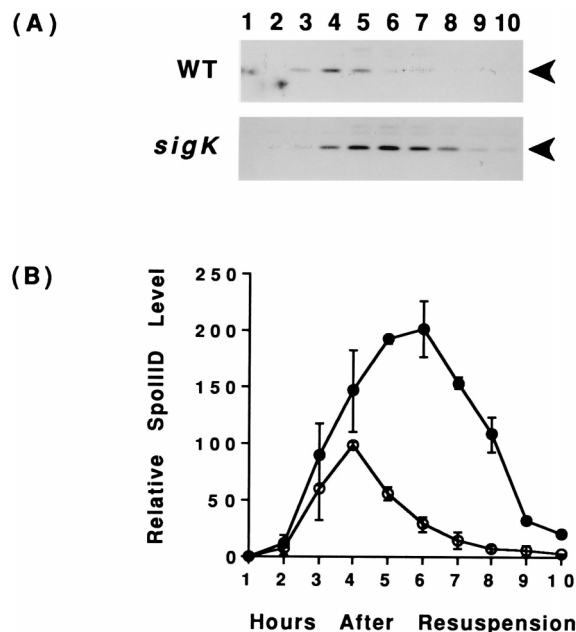 (A)
1 2 3 4 5 6 7 8 9 10
WT
sigK
(B)
Relative SpoIIID Level
250
200
150
100
50
0
1 2 3 4 5 6 7 8 9 10
Hours After Resuspension